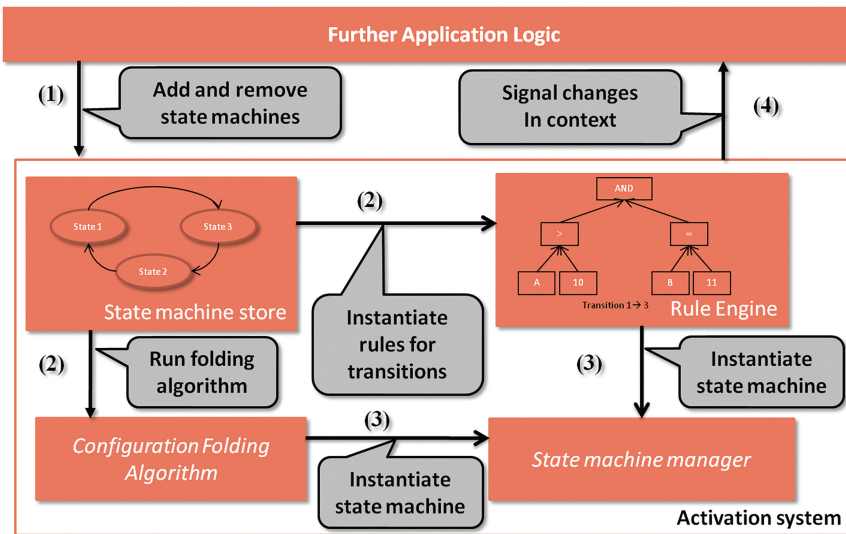 Further Application Logic
(1)
Add and remove
state machines
Signal changes
In context
(4)
State 1
State 3
State 2
State machine store
(2)
Instantiate
rules for
transitions
AND
>
=
A
10
B
11
Transition 1→ 3
Rule Engine
(2)
Run folding
algorithm
(3)
Instantiate
state machine
Configuration Folding
Algorithm
(3)
Instantiate
state machine
State machine manager
Activation system